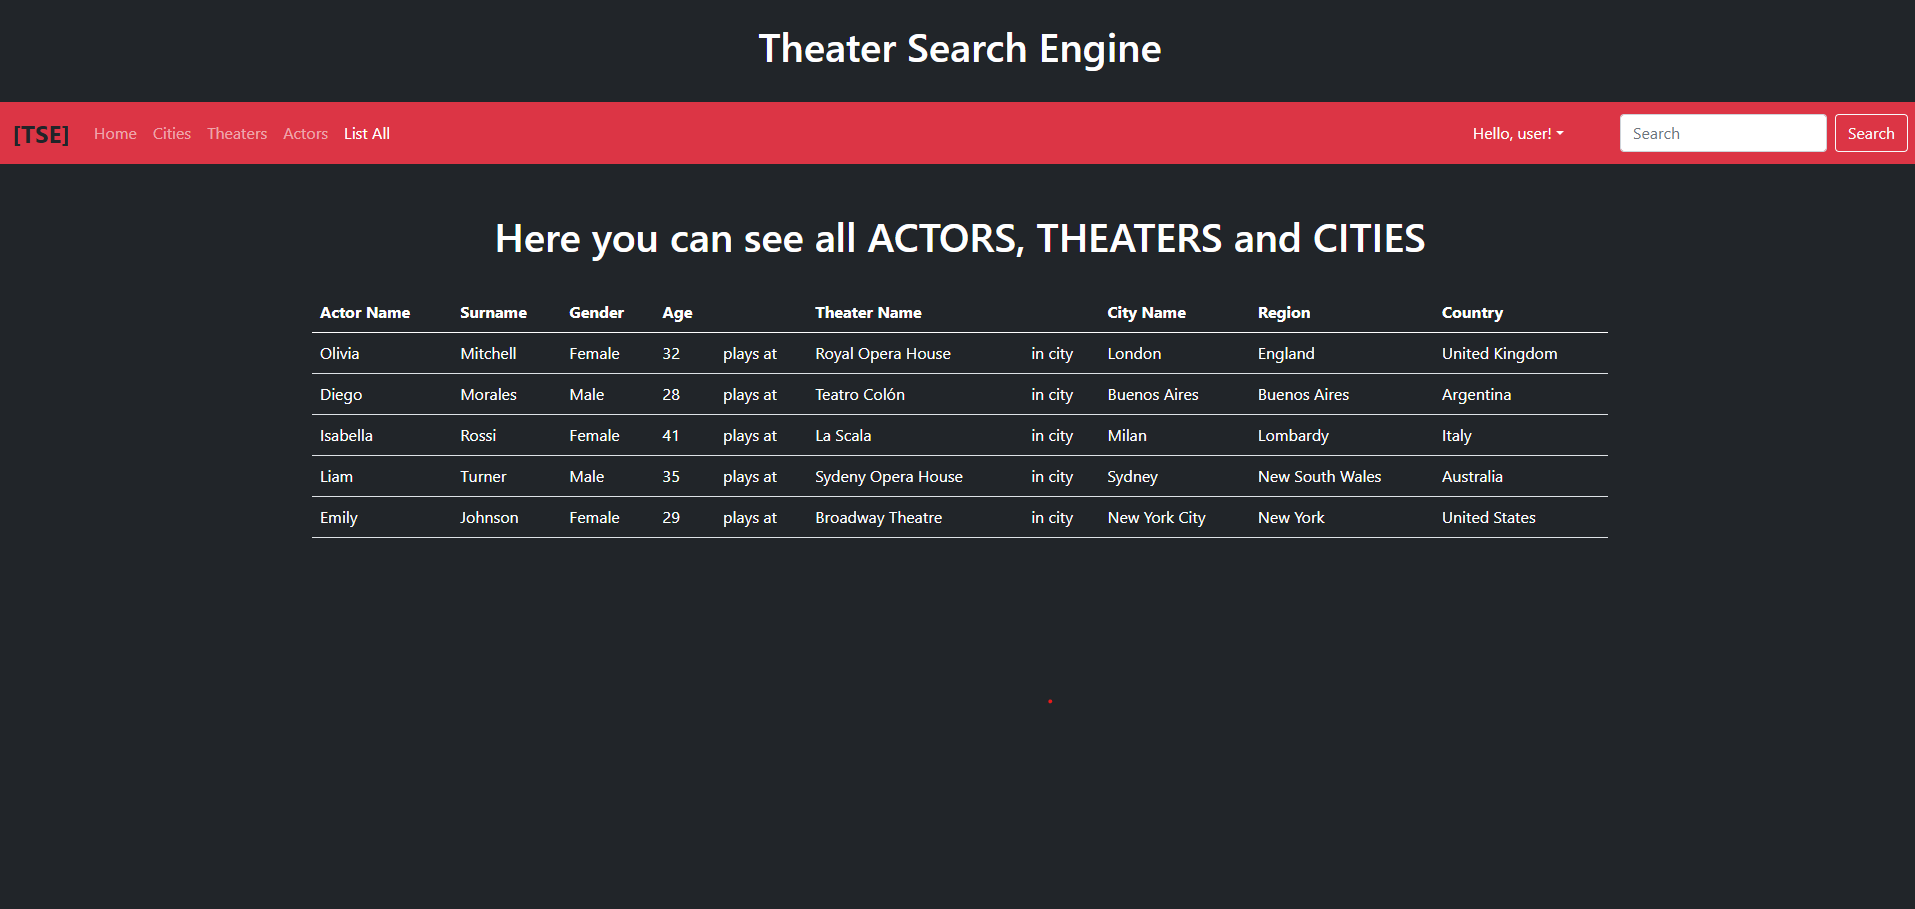 Theater Search Engine
[TSE] Home Cities Theaters Actors List All Hello, user! Search Search
Here you can see all ACTORS, THEATERS and CITIES
Actor Name Surname Gender Age Theater Name City Name Region Country
Olivia Mitchell Female 32 plays at Royal Opera House in city London England United Kingdom
Diego Morales Male 28 plays at Teatro Colón in city Buenos Aires Buenos Aires Argentina
Isabella Rossi Female 41 plays at La Scala in city Milan Lombardy Italy
Liam Turner Male 35 plays at Sydeny Opera House in city Sydney New South Wales Australia
Emily Johnson Female 29 plays at Broadway Theatre in city New York City New York United States